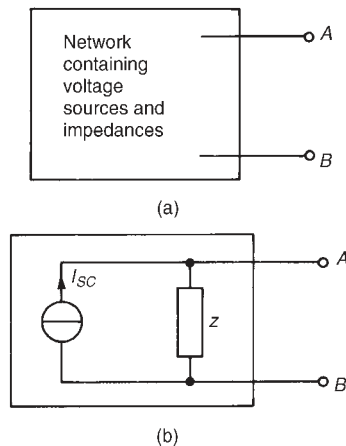 Network
containing
voltage
sources and
impedances
A
B
(a)
I_SC
z
A
B
(b)